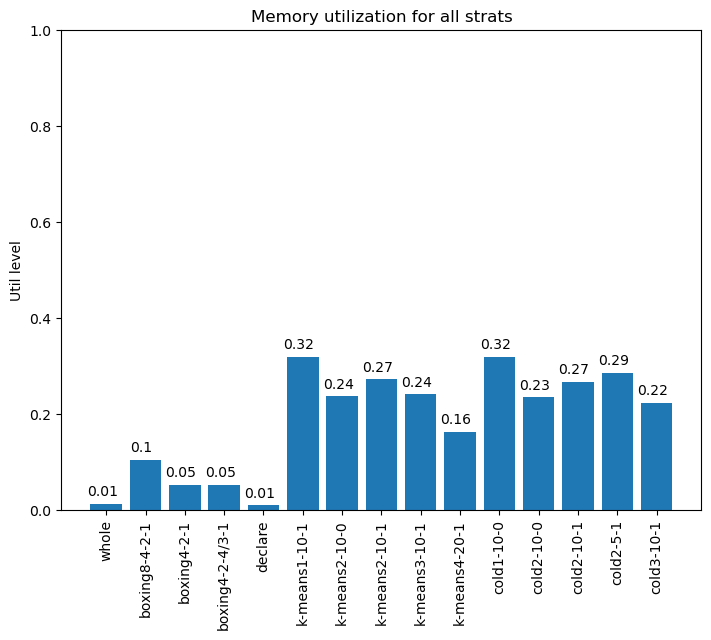 Memory utilization for all strats
Util level
1.0
0.8
0.6
0.4
0.2
0.0
0.01
0.1
0.05
0.05
0.01
0.32
0.24
0.27
0.24
0.16
0.32
0.23
0.27
0.29
0.22
whole
boxing8-4-2-1
boxing4-2-1
boxing4-2-4/3-1
declare
k-means1-10-1
k-means2-10-0
k-means2-10-1
k-means3-10-1
k-means4-20-1
cold1-10-0
cold2-10-0
cold2-10-1
cold2-5-1
cold3-10-1